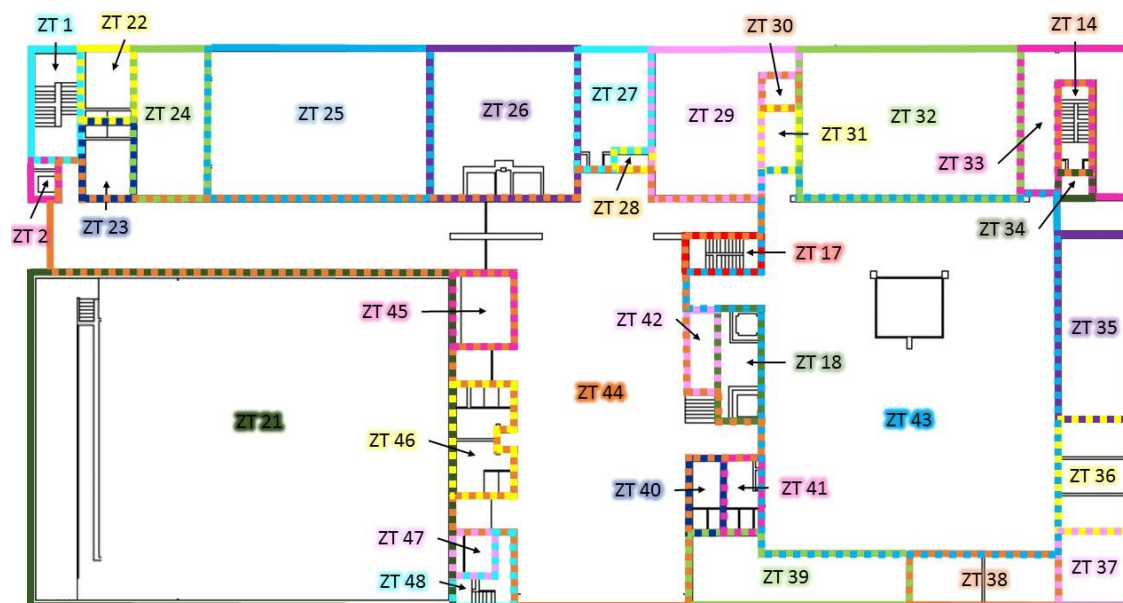 ZT 1
ZT 22
ZT 30
ZT 14
ZT 24
ZT 25
ZT 26
ZT 27
ZT 29
ZT 31
ZT 32
ZT 33
ZT 2
ZT 23
ZT 28
ZT 34
ZT 17
ZT 45
ZT 42
ZT 35
ZT 18
ZT 21
ZT 44
ZT 43
ZT 46
ZT 36
ZT 40
ZT 41
ZT 47
ZT 48
ZT 39
ZT 38
ZT 37